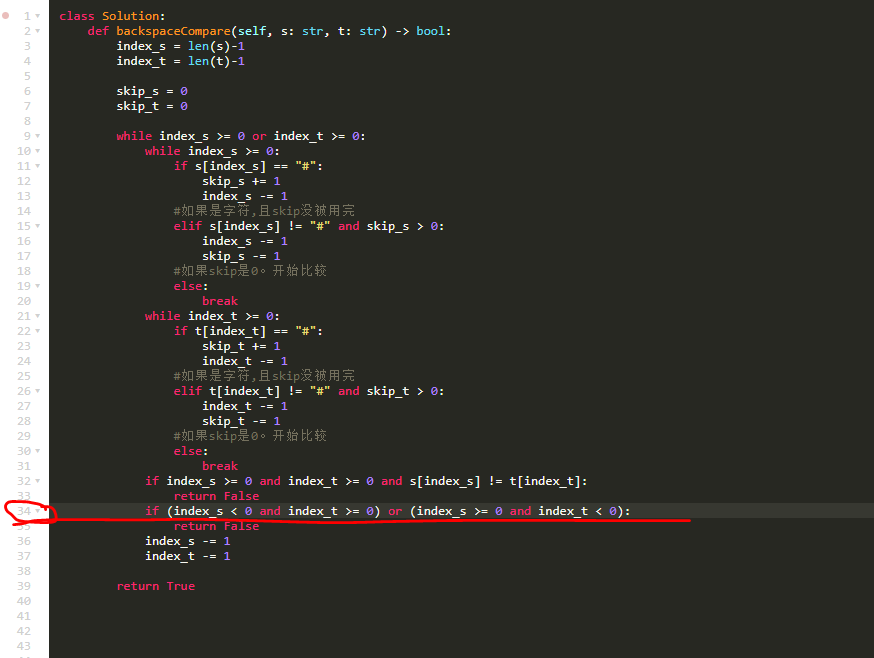 1 class Solution:
2 def backspaceCompare(self, s: str, t: str) -> bool:
3 index_s = len(s)-1
4 index_t = len(t)-1
5
6 skip_s = 0
7 skip_t = 0
8
9 while index_s >= 0 or index_t >= 0:
10 while index_s >= 0:
11 if s[index_s] == "#":
12 skip_s += 1
13 index_s -= 1
14 #如果是字符,且skip没被用完
15 elif s[index_s] != "#" and skip_s > 0:
16 index_s -= 1
17 skip_s -= 1
18 #如果skip是0。开始比较
19 else:
20 break
21 while index_t >= 0:
22 if t[index_t] == "#":
23 skip_t += 1
24 index_t -= 1
25 #如果是字符,且skip没被用完
26 elif t[index_t] != "#" and skip_t > 0:
27 index_t -= 1
28 skip_t -= 1
29 #如果skip是0。开始比较
30 else:
31 break
32 if index_s >= 0 and index_t >= 0 and s[index_s] != t[index_t]:
33 return False
34 if (index_s < 0 and index_t >= 0) or (index_s >= 0 and index_t < 0):
35 return False
36 index_s -= 1
37 index_t -= 1
38
39 return True
40
41
42
43